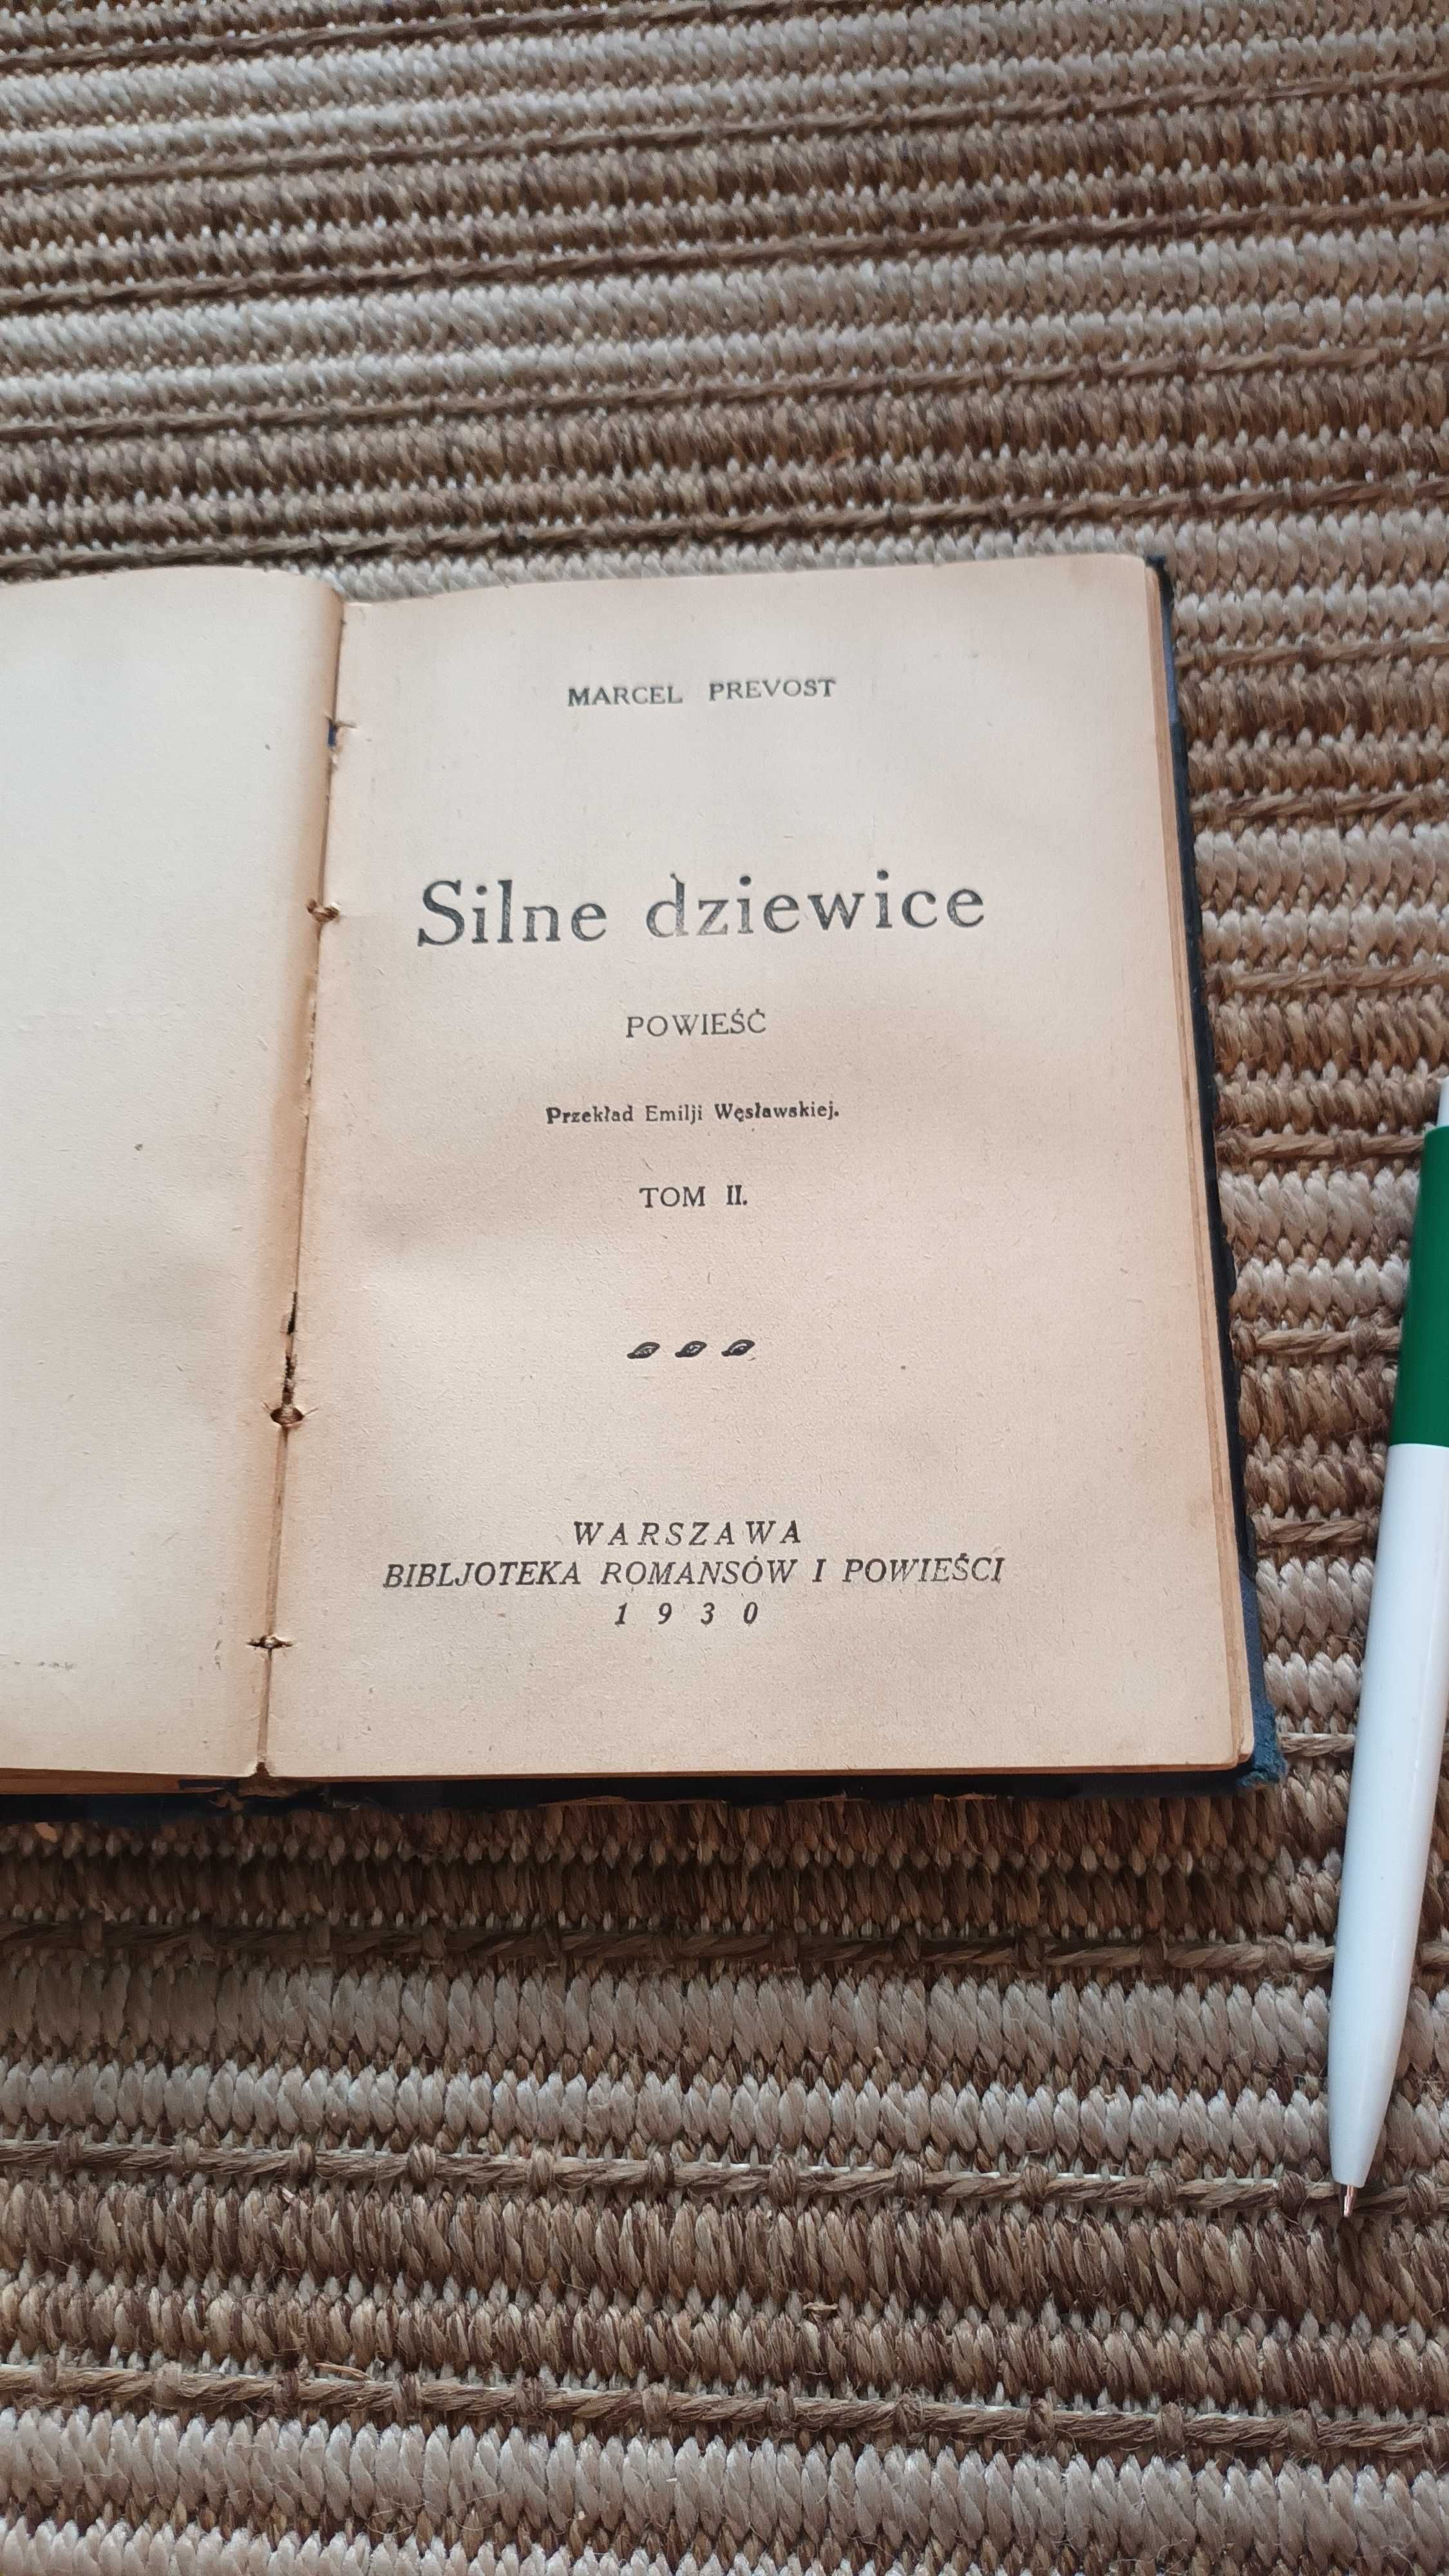 MARCEL PREVOST
Silne dziewice
POWIEŚĆ
Przekład Emilji Węsławskiej.
TOM II.
WARSZAWA
BIBLJOTEKA ROMANSÓW I POWIEŚCI
1930